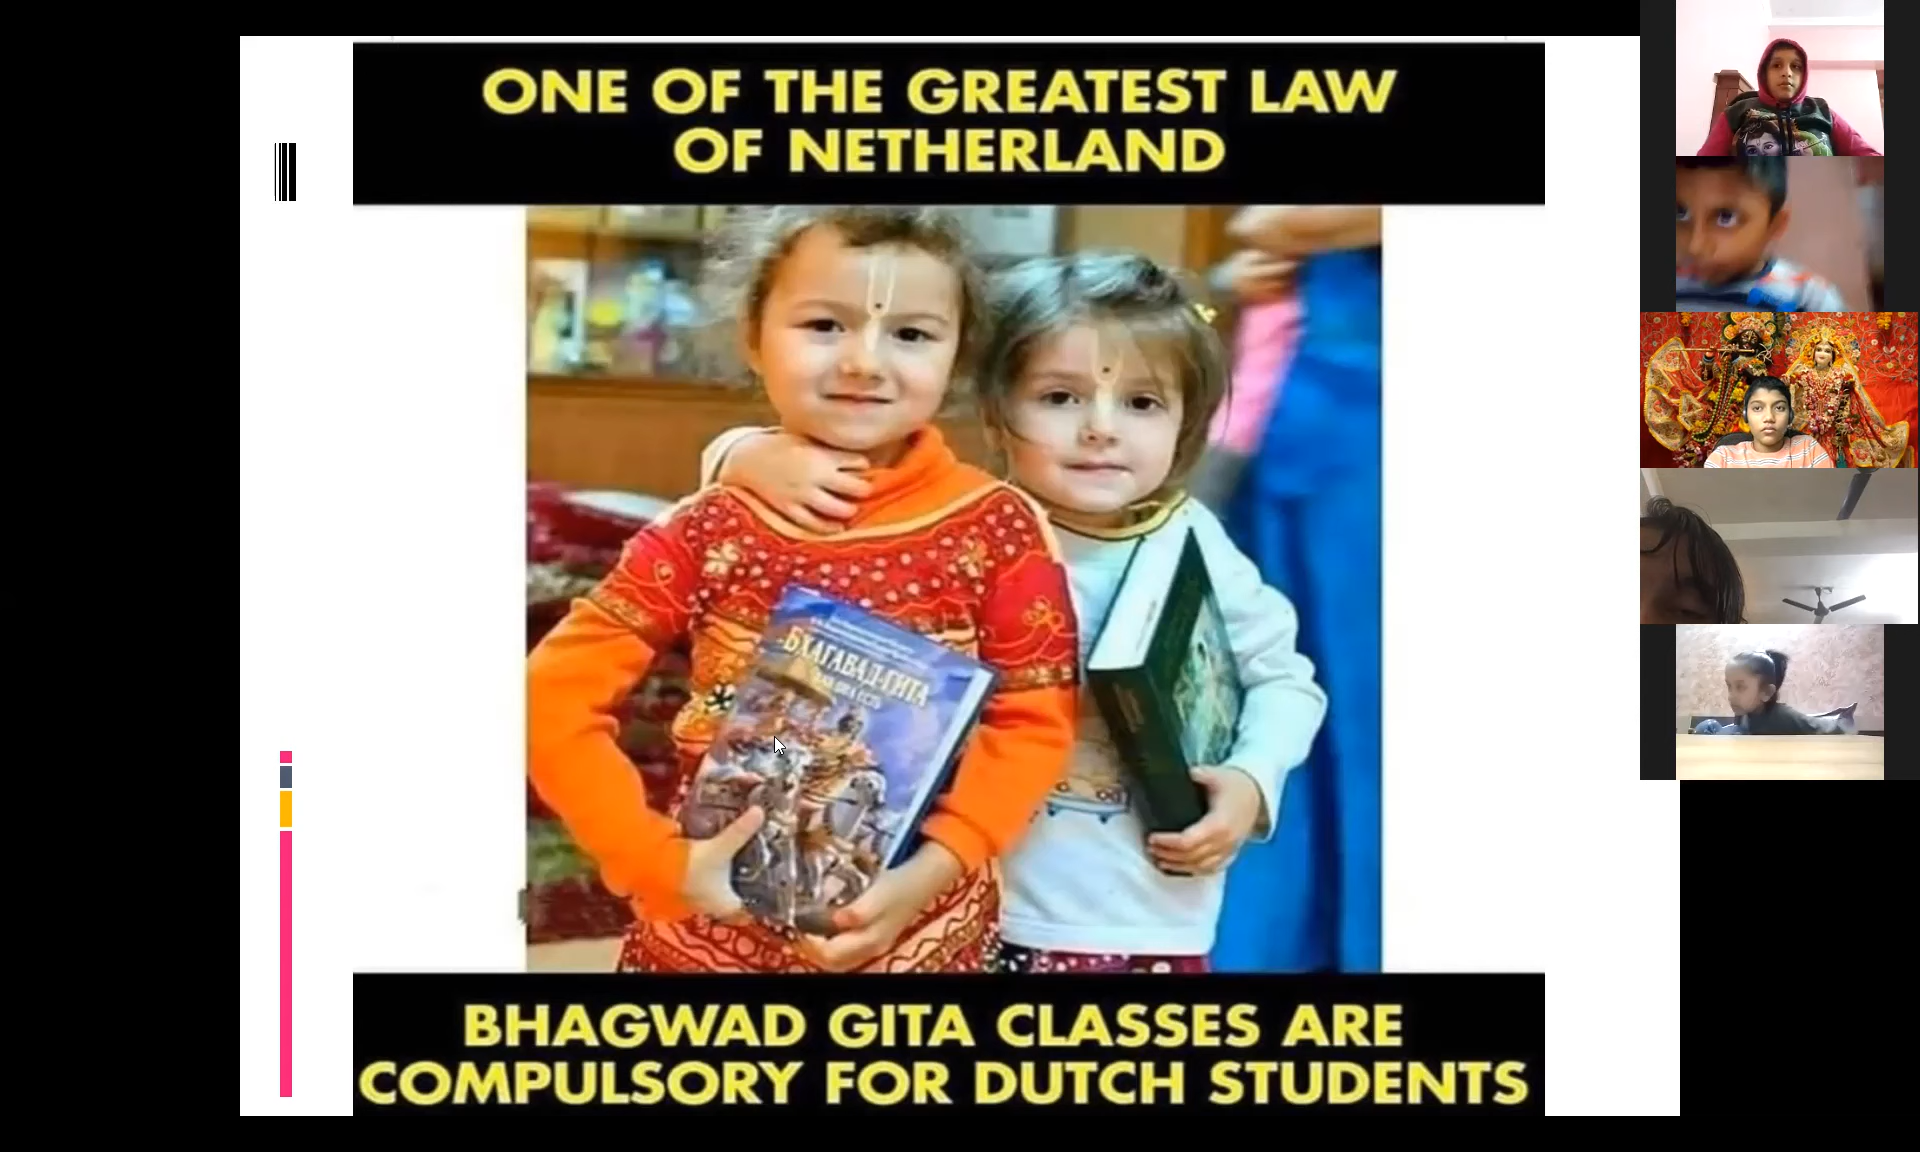 ONE OF THE GREATEST LAW
OF NETHERLAND
БХАГАВАД-ГИТА
BHAGWAD GITA CLASSES ARE
COMPULSORY FOR DUTCH STUDENTS